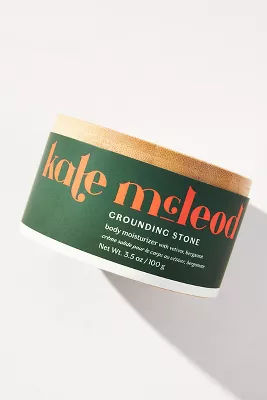 kate mcleod
GROUNDING STONE
body moisturizer with vetiver, bergamot
crème solide pour le corps au vétiver, bergamote
Net Wt. 3.5 oz / 100 g